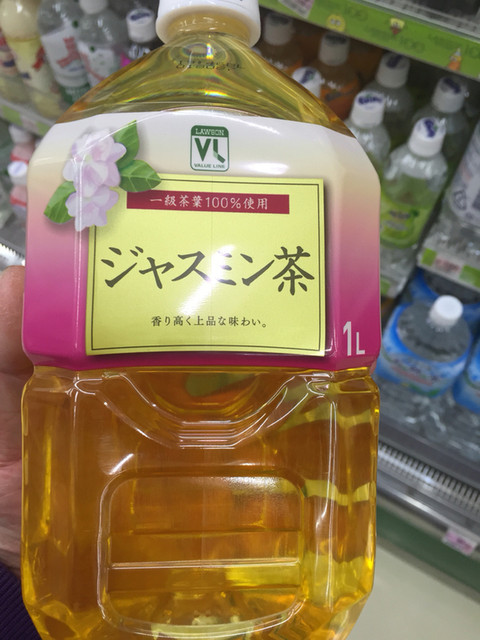 LAWSON
VL
VALUE LINE
一級茶葉100%使用
ジャスミン茶
香り高く上品な味わい。
1L